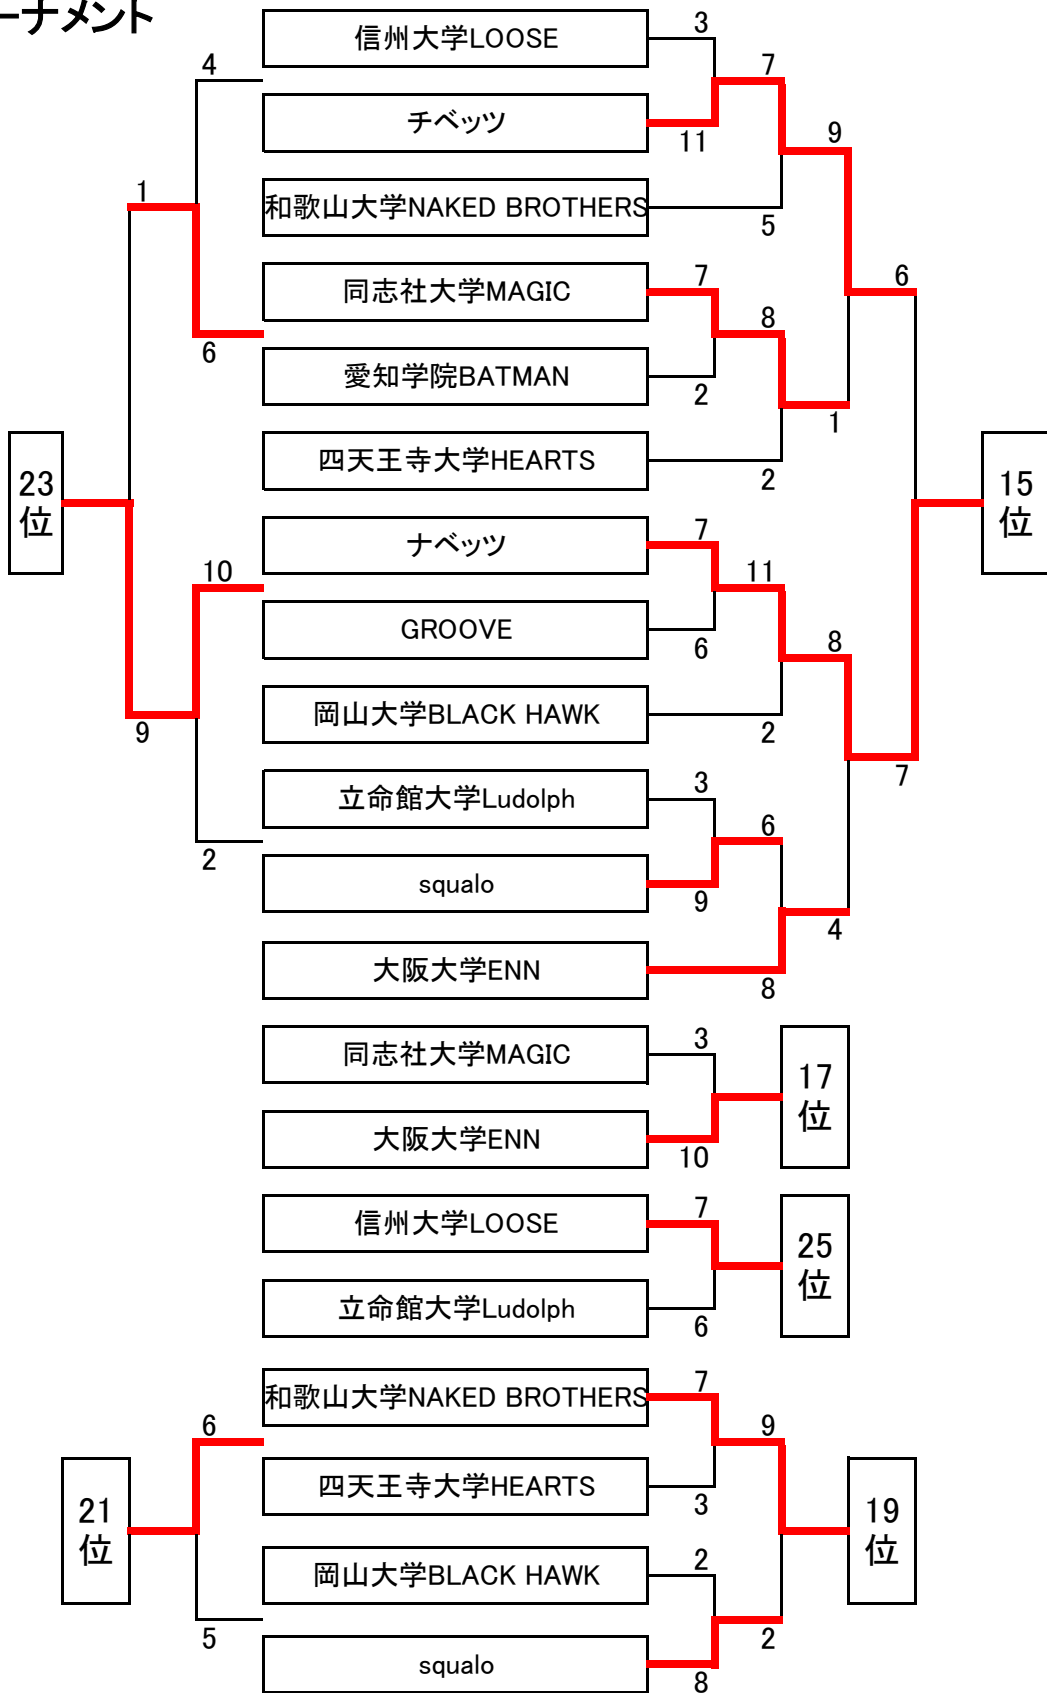 ーナメント
信州大学LOOSE
3
7
4
チベッツ
11
9
1
和歌山大学NAKED BROTHERS
5
同志社大学MAGIC
7
6
8
6
愛知学院BATMAN
2
1
四天王寺大学HEARTS
2
23
位
15
位
ナベッツ
7
10
11
GROOVE
6
8
岡山大学BLACK HAWK
2
9
7
立命館大学Ludolph
3
6
2
squalo
9
4
大阪大学ENN
8
同志社大学MAGIC
3
17
位
大阪大学ENN
10
信州大学LOOSE
7
25
位
立命館大学Ludolph
6
和歌山大学NAKED BROTHERS
7
6
9
四天王寺大学HEARTS
3
21
位
19
位
岡山大学BLACK HAWK
2
5
2
squalo
8